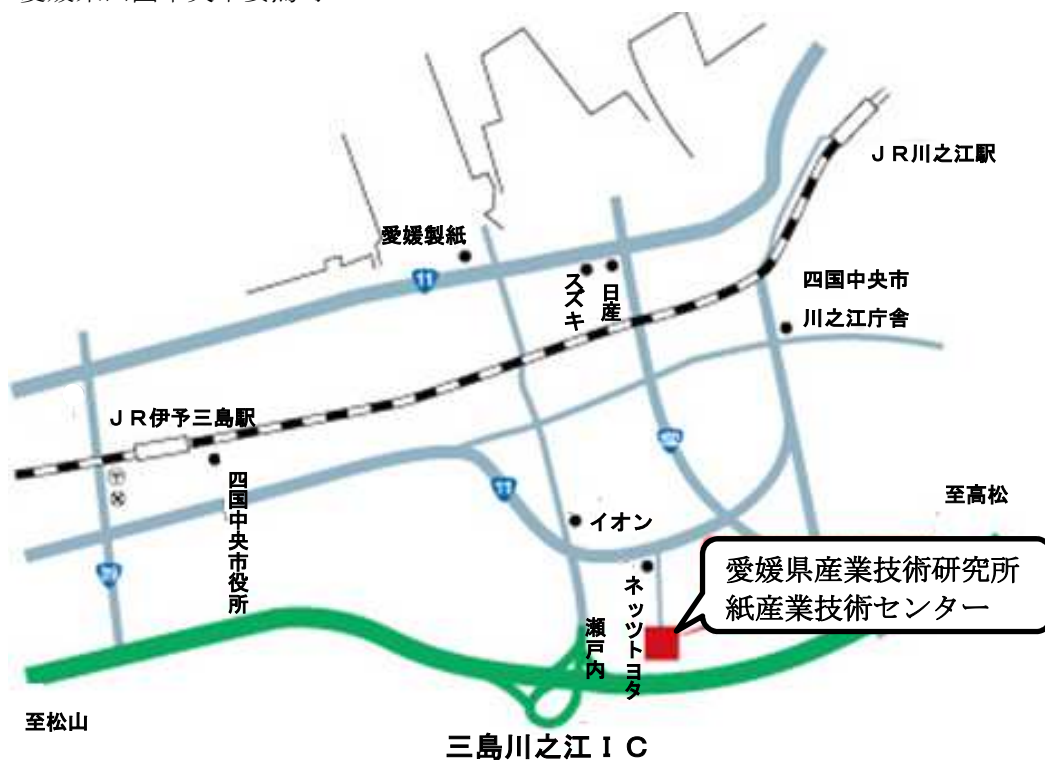 JR川之江駅
愛媛製紙
11
スズキ
日産
四国中央市
川之江庁舎
JR伊予三島駅
四国中央市役所
11
イオン
至高松
ネッツトヨタ
瀬戸内
愛媛県産業技術研究所
紙産業技術センター
至松山
三島川之江IC